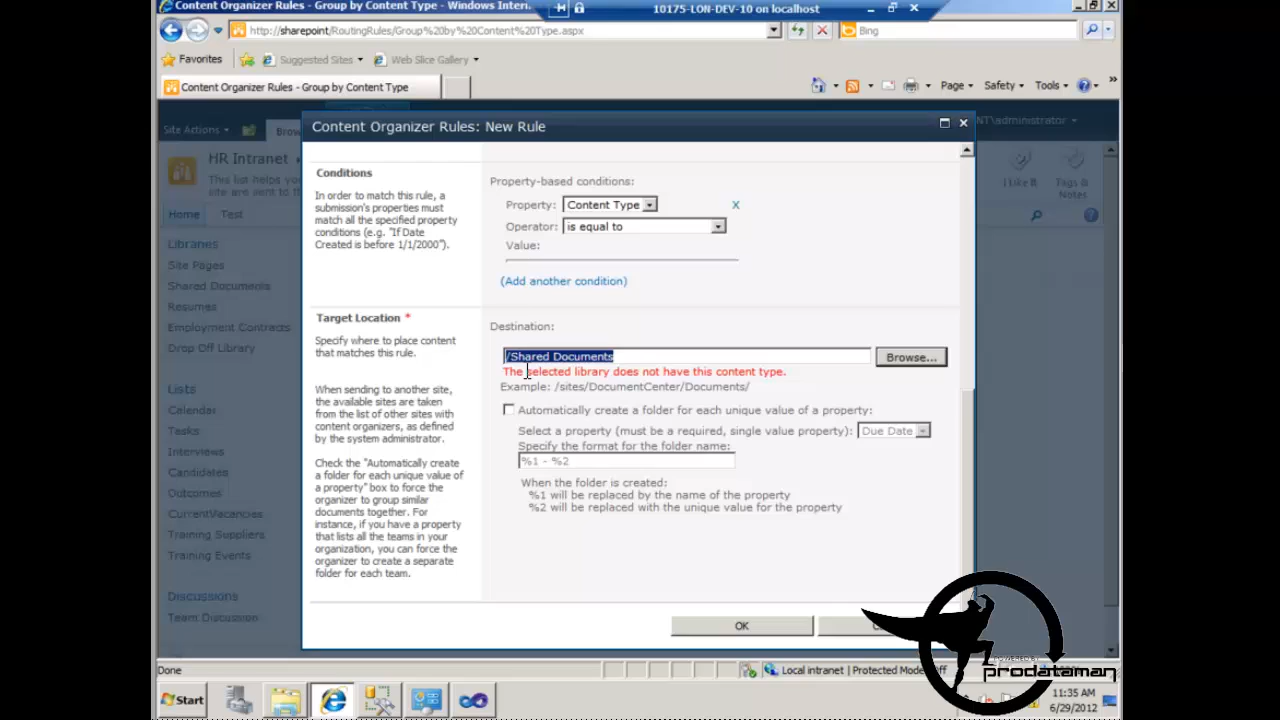 Content Organizer Rules - Group by Content Type - Windows Intern
10175-LON-DEV-10 on localhost
http://sharepoint/RoutingRules/Group%20by%20Content%20Type.aspx
Bing
Favorites
Suggested Sites
Web Slice Gallery
Content Organizer Rules - Group by Content Type
Page
Safety
Tools
Site Actions
Brow
NT\administrator
Content Organizer Rules: New Rule
HR Intranet
This list helps you
site are sent to th
I Like It
Tags &
Notes
Home
Test
Libraries
Site Pages
Shared Documents
Resumes
Employment Contracts
Drop Off Library
Lists
Calendar
Tasks
Interviews
Candidates
Outcomes
CurrentVacancies
Training Suppliers
Training Events
Discussions
Team Discussion
Conditions
In order to match this rule, a
submission's properties must
match all the specified property
conditions (e.g. "If Date
Created is before 1/1/2000").
Property-based conditions:
Property: Content Type
X
Operator: is equal to
Value:
(Add another condition)
Target Location *
Specify where to place content
that matches this rule.
When sending to another site,
the available sites are taken
from the list of other sites with
content organizers, as defined
by the system administrator.
Check the "Automatically create
a folder for each unique value of
a property" box to force the
organizer to group similar
documents together. For
instance, if you have a property
that lists all the teams in your
organization, you can force the
organizer to create a separate
folder for each team.
Destination:
/Shared Documents
Browse...
The selected library does not have this content type.
Example: /sites/DocumentCenter/Documents/
Automatically create a folder for each unique value of a property:
Select a property (must be a required, single value property): Due Date
Specify the format for the folder name:
%1 - %2
When the folder is created:
%1 will be replaced by the name of the property
%2 will be replaced with the unique value for the property
OK
Done
Local intranet | Protected Mode: Off
POWERED BY
prodataman
Start
11:35 AM
6/29/2012